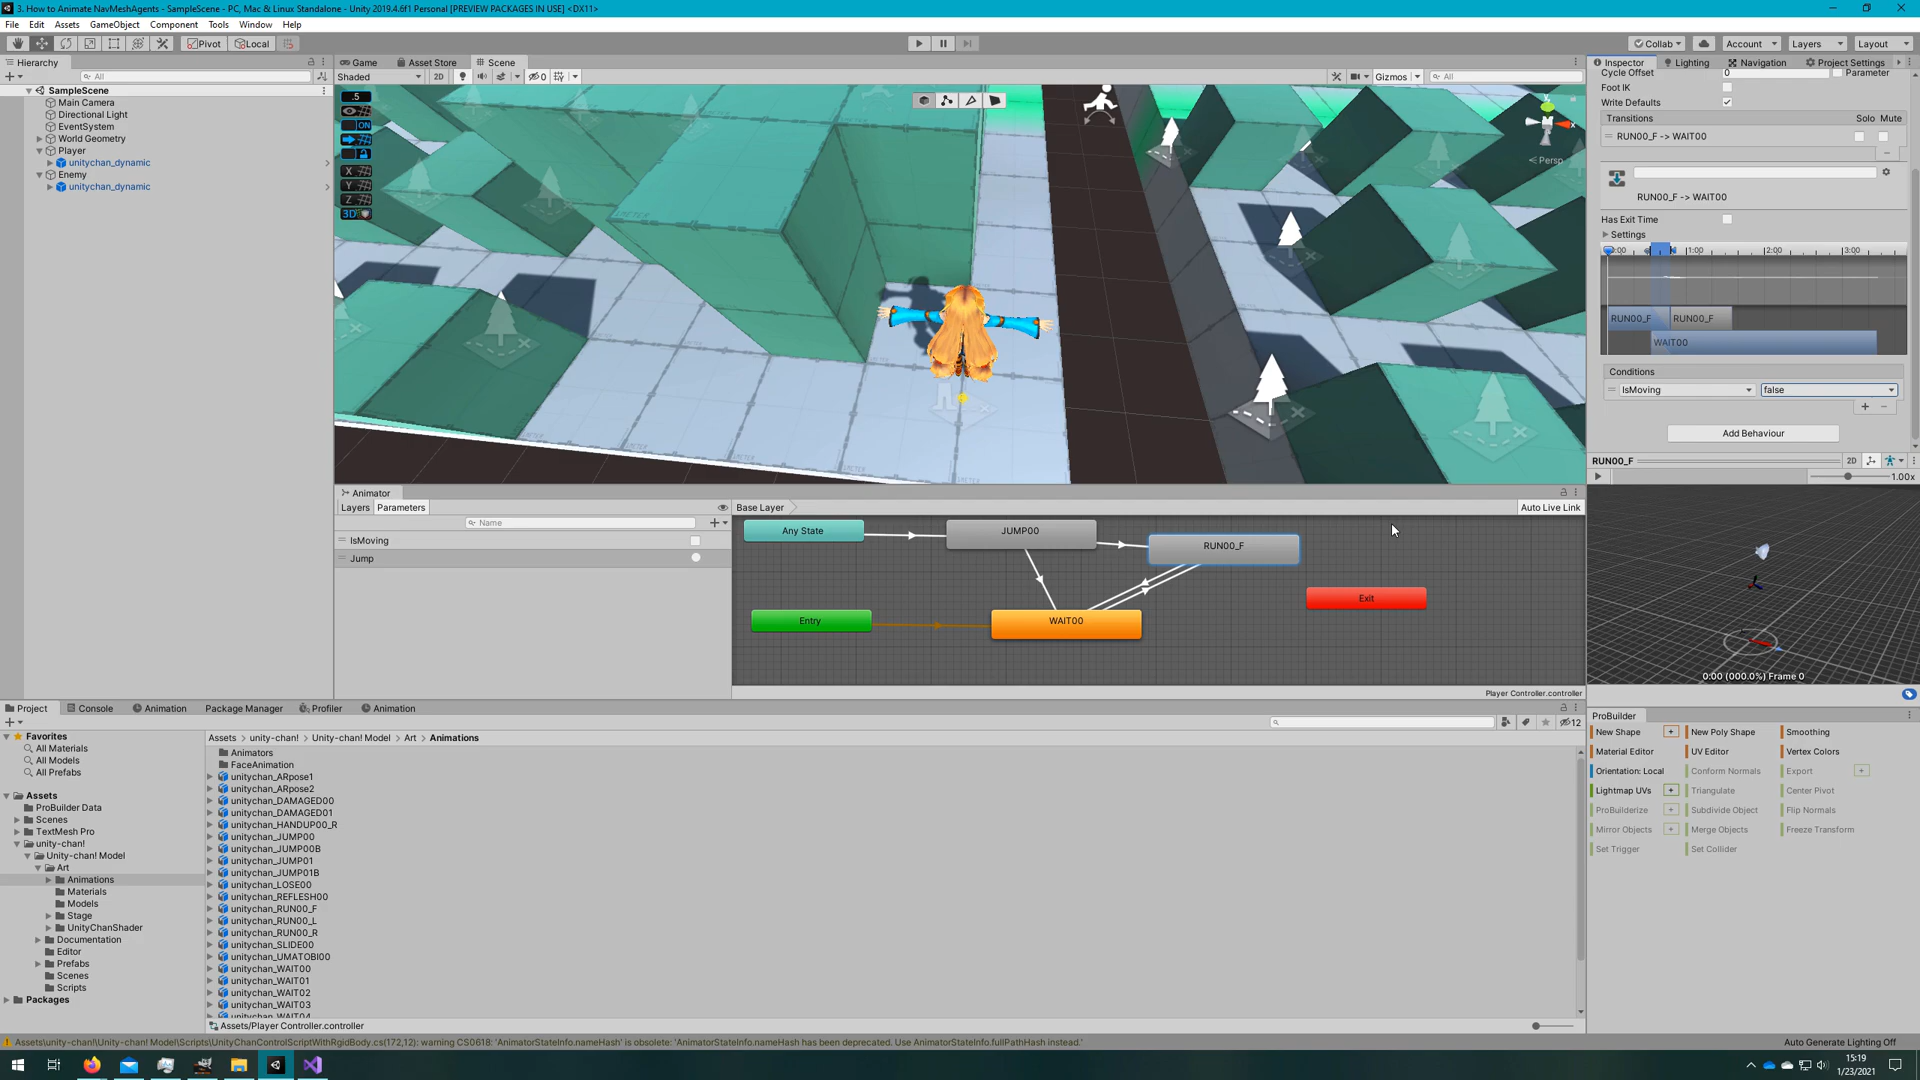 3. How to Animate NavMeshAgents - SampleScene - PC, Mac & Linux Standalone - Unity 2019.4.6f1 Personal [PREVIEW PACKAGES IN USE] <DX11>
File Edit Assets GameObject Component Tools Window Help
Pivot Local Collab Account Layers Layout
Hierarchy
All
SampleScene
Main Camera
Directional Light
EventSystem
World Geometry
Player
unitychan_dynamic
Enemy
unitychan_dynamic
Game Asset Store Scene
Shaded 2D 0 Gizmos All
.5
ON
X
Y
Z
3D
Persp
Inspector Lighting Navigation Project Settings
Cycle Offset 0 Parameter
Foot IK
Write Defaults
Transitions Solo Mute
RUN00_F -> WAIT00
RUN00_F -> WAIT00
Has Exit Time
Settings
0:00 1:00 2:00 3:00
RUN00_F RUN00_F
WAIT00
Conditions
IsMoving false
Add Behaviour
RUN00_F 2D
1.00x
0:00 (000.0%) Frame 0
Animator
Layers Parameters
Name
IsMoving
Jump
Base Layer Auto Live Link
Any State
JUMP00
RUN00_F
Exit
Entry
WAIT00
Player Controller.controller
Project Console Animation Package Manager Profiler Animation
12
Favorites
All Materials
All Models
All Prefabs
Assets
ProBuilder Data
Scenes
TextMesh Pro
unity-chan!
Unity-chan! Model
Art
Animations
Materials
Models
Stage
UnityChanShader
Documentation
Editor
Prefabs
Scenes
Scripts
Packages
Assets unity-chan! Unity-chan! Model Art Animations
Animators
FaceAnimation
unitychan_ARpose1
unitychan_ARpose2
unitychan_DAMAGED00
unitychan_DAMAGED01
unitychan_HANDUP00_R
unitychan_JUMP00
unitychan_JUMP00B
unitychan_JUMP01
unitychan_JUMP01B
unitychan_LOSE00
unitychan_REFLESH00
unitychan_RUN00_F
unitychan_RUN00_L
unitychan_RUN00_R
unitychan_SLIDE00
unitychan_UMATOBI00
unitychan_WAIT00
unitychan_WAIT01
unitychan_WAIT02
unitychan_WAIT03
unitychan_WAIT04
Assets/Player Controller.controller
ProBuilder
New Shape New Poly Shape Smoothing
Material Editor UV Editor Vertex Colors
Orientation: Local Conform Normals Export
Lightmap UVs Triangulate Center Pivot
ProBuilderize Subdivide Object Flip Normals
Mirror Objects Merge Objects Freeze Transform
Set Trigger Set Collider
Assets\unity-chan!\Unity-chan! Model\Scripts\UnityChanControlScriptWithRgidBody.cs(172,12): warning CS0618: 'AnimatorStateInfo.nameHash' is obsolete: 'AnimatorStateInfo.nameHash has been deprecated. Use AnimatorStateInfo.fullPathHash instead.'
Auto Generate Lighting Off
15:19
1/23/2021